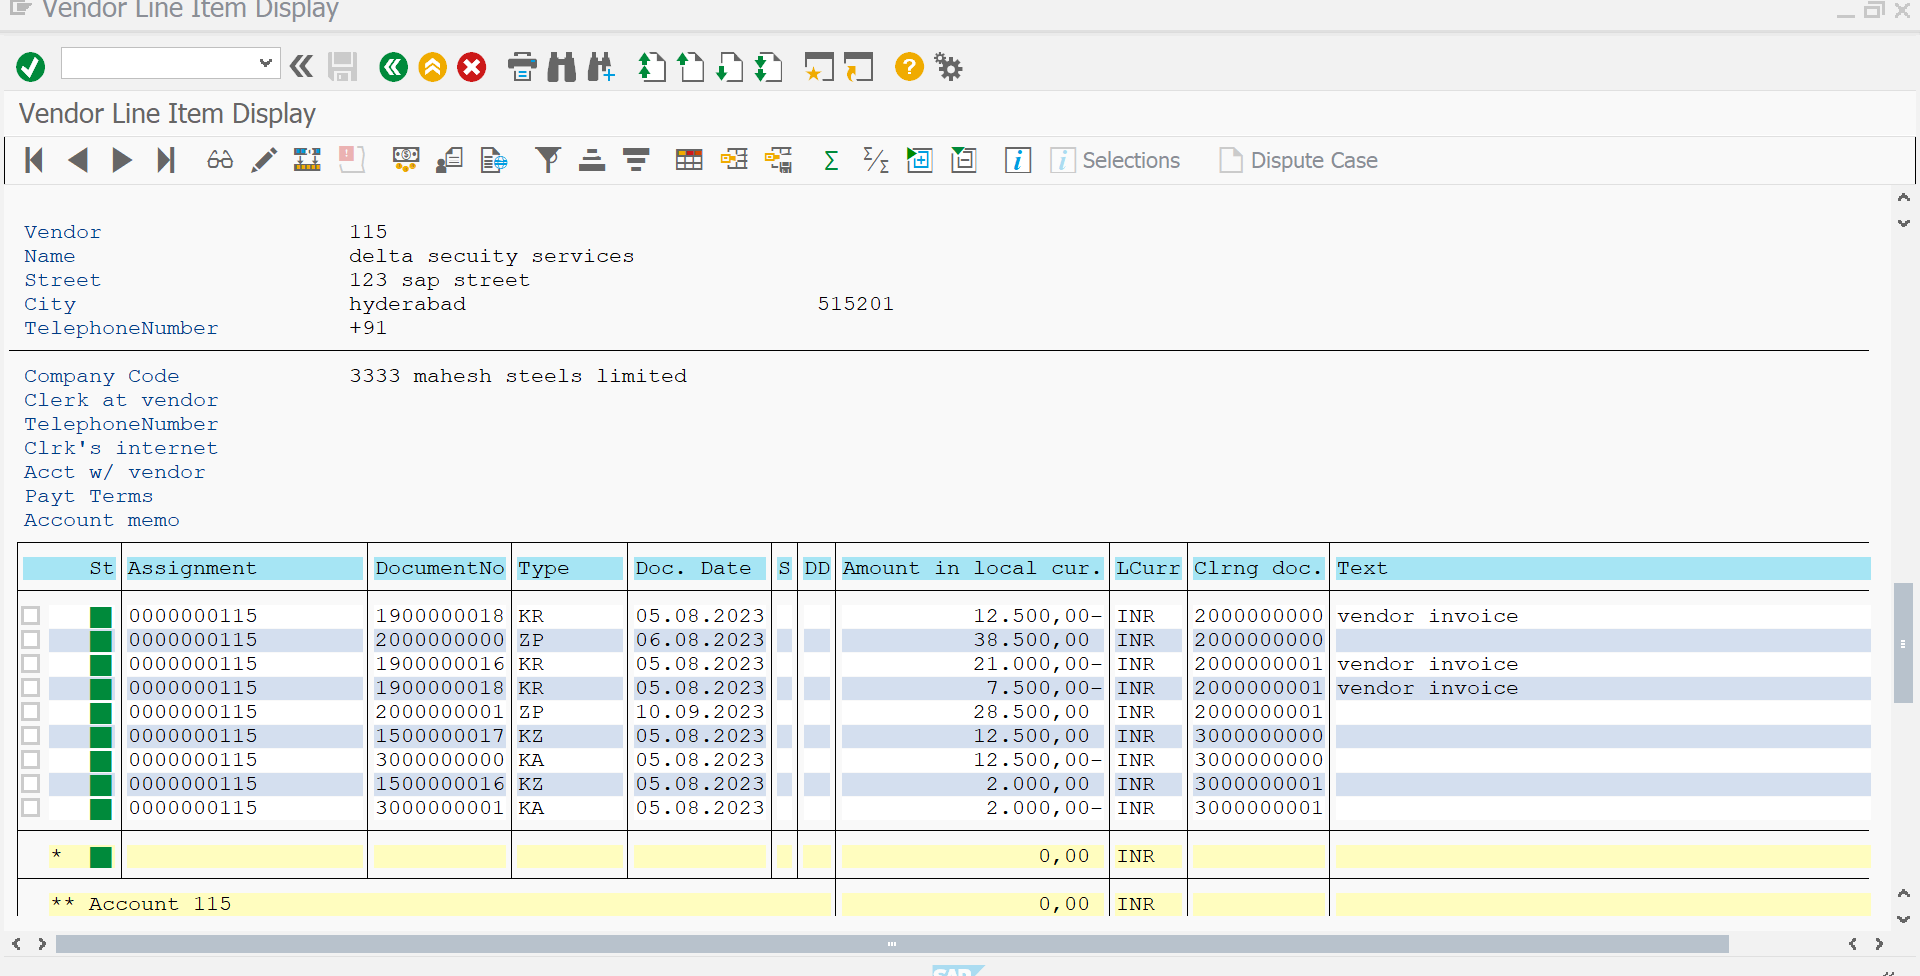 Vendor Line Item Display
Vendor Line Item Display
Selections Dispute Case
Vendor 115
Name delta secuity services
Street 123 sap street
City hyderabad 515201
TelephoneNumber +91
Company Code 3333 mahesh steels limited
Clerk at vendor
TelephoneNumber
Clrk's internet
Acct w/ vendor
Payt Terms
Account memo
St Assignment DocumentNo Type Doc. Date S DD Amount in local cur. LCurr Clrng doc. Text
0000000115 1900000018 KR 05.08.2023 12.500,00- INR 2000000000 vendor invoice
0000000115 2000000000 ZP 06.08.2023 38.500,00 INR 2000000000
0000000115 1900000016 KR 05.08.2023 21.000,00- INR 2000000001 vendor invoice
0000000115 1900000018 KR 05.08.2023 7.500,00- INR 2000000001 vendor invoice
0000000115 2000000001 ZP 10.09.2023 28.500,00 INR 2000000001
0000000115 1500000017 KZ 05.08.2023 12.500,00 INR 3000000000
0000000115 3000000000 KA 05.08.2023 12.500,00- INR 3000000000
0000000115 1500000016 KZ 05.08.2023 2.000,00 INR 3000000001
0000000115 3000000001 KA 05.08.2023 2.000,00- INR 3000000001
* 0,00 INR
** Account 115 0,00 INR
SAP